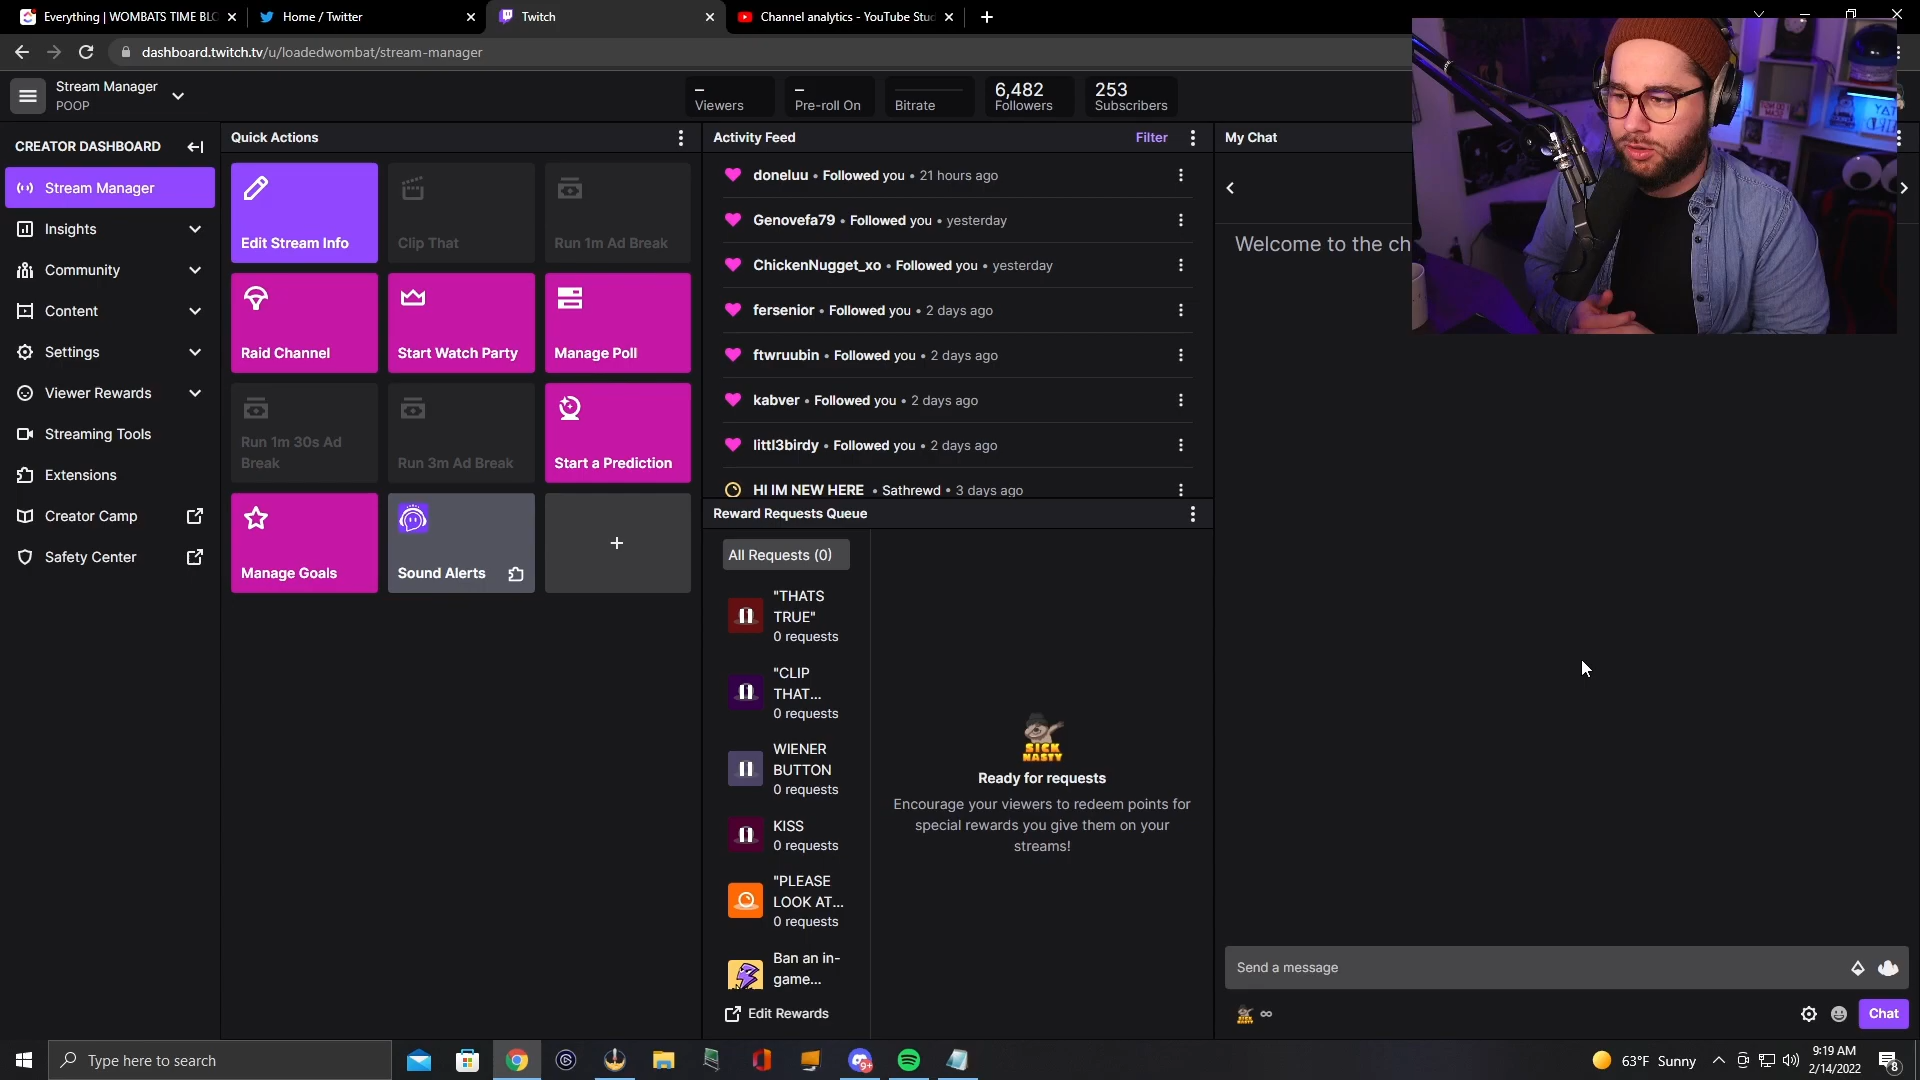 Everything | WOMBATS TIME BLO
Home / Twitter
Twitch
Channel analytics - YouTube Stud
dashboard.twitch.tv/u/loadedwombat/stream-manager
Stream Manager
POOP
–
Viewers
–
Pre-roll On
Bitrate
6,482
Followers
253
Subscribers
CREATOR DASHBOARD
Stream Manager
Insights
Community
Content
Settings
Viewer Rewards
Streaming Tools
Extensions
Creator Camp
Safety Center
Quick Actions
Edit Stream Info
Clip That
Run 1m Ad Break
Raid Channel
Start Watch Party
Manage Poll
Run 1m 30s Ad
Break
Run 3m Ad Break
Start a Prediction
Manage Goals
Sound Alerts
+
Activity Feed
Filter
doneluu • Followed you • 21 hours ago
Genovefa79 • Followed you • yesterday
ChickenNugget_xo • Followed you • yesterday
fersenior • Followed you • 2 days ago
ftwruubin • Followed you • 2 days ago
kabver • Followed you • 2 days ago
littl3birdy • Followed you • 2 days ago
HI IM NEW HERE • Sathrewd • 3 days ago
Reward Requests Queue
All Requests (0)
"THATS
TRUE"
0 requests
"CLIP
THAT...
0 requests
WIENER
BUTTON
0 requests
KISS
0 requests
"PLEASE
LOOK AT...
0 requests
Ban an in-
game...
Edit Rewards
SICK
NASTY
Ready for requests
Encourage your viewers to redeem points for
special rewards you give them on your
streams!
My Chat
Welcome to the ch
Send a message
∞
Chat
Type here to search
9+
63°F Sunny
9:19 AM
2/14/2022
8